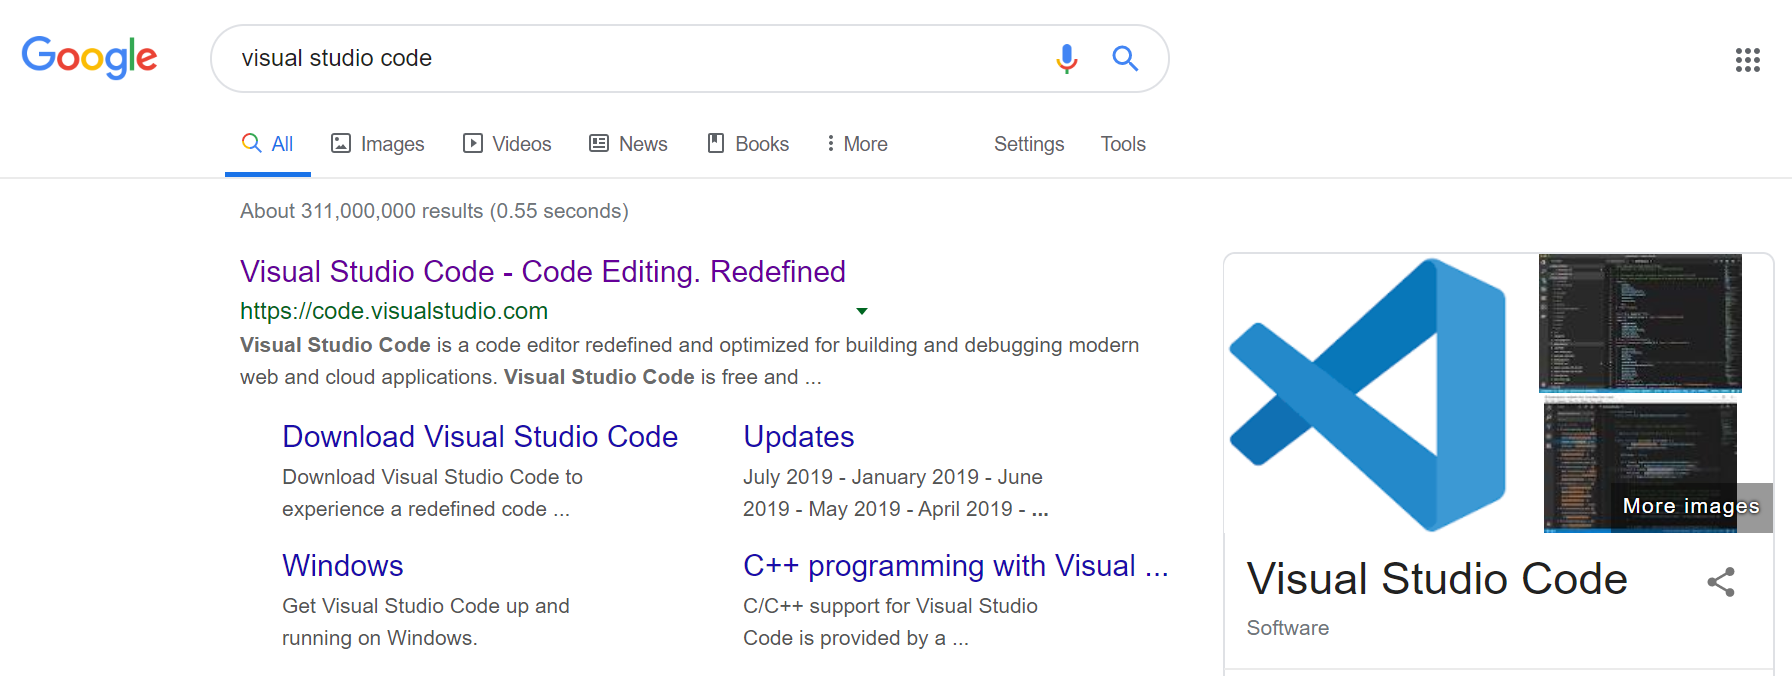 Google
visual studio code
All Images Videos News Books More Settings Tools
About 311,000,000 results (0.55 seconds)
Visual Studio Code - Code Editing. Redefined
https://code.visualstudio.com
Visual Studio Code is a code editor redefined and optimized for building and debugging modern
web and cloud applications. Visual Studio Code is free and ...
Download Visual Studio Code
Download Visual Studio Code to
experience a redefined code ...
Updates
July 2019 - January 2019 - June
2019 - May 2019 - April 2019 - ...
Windows
Get Visual Studio Code up and
running on Windows.
C++ programming with Visual ...
C/C++ support for Visual Studio
Code is provided by a ...
More images
Visual Studio Code
Software